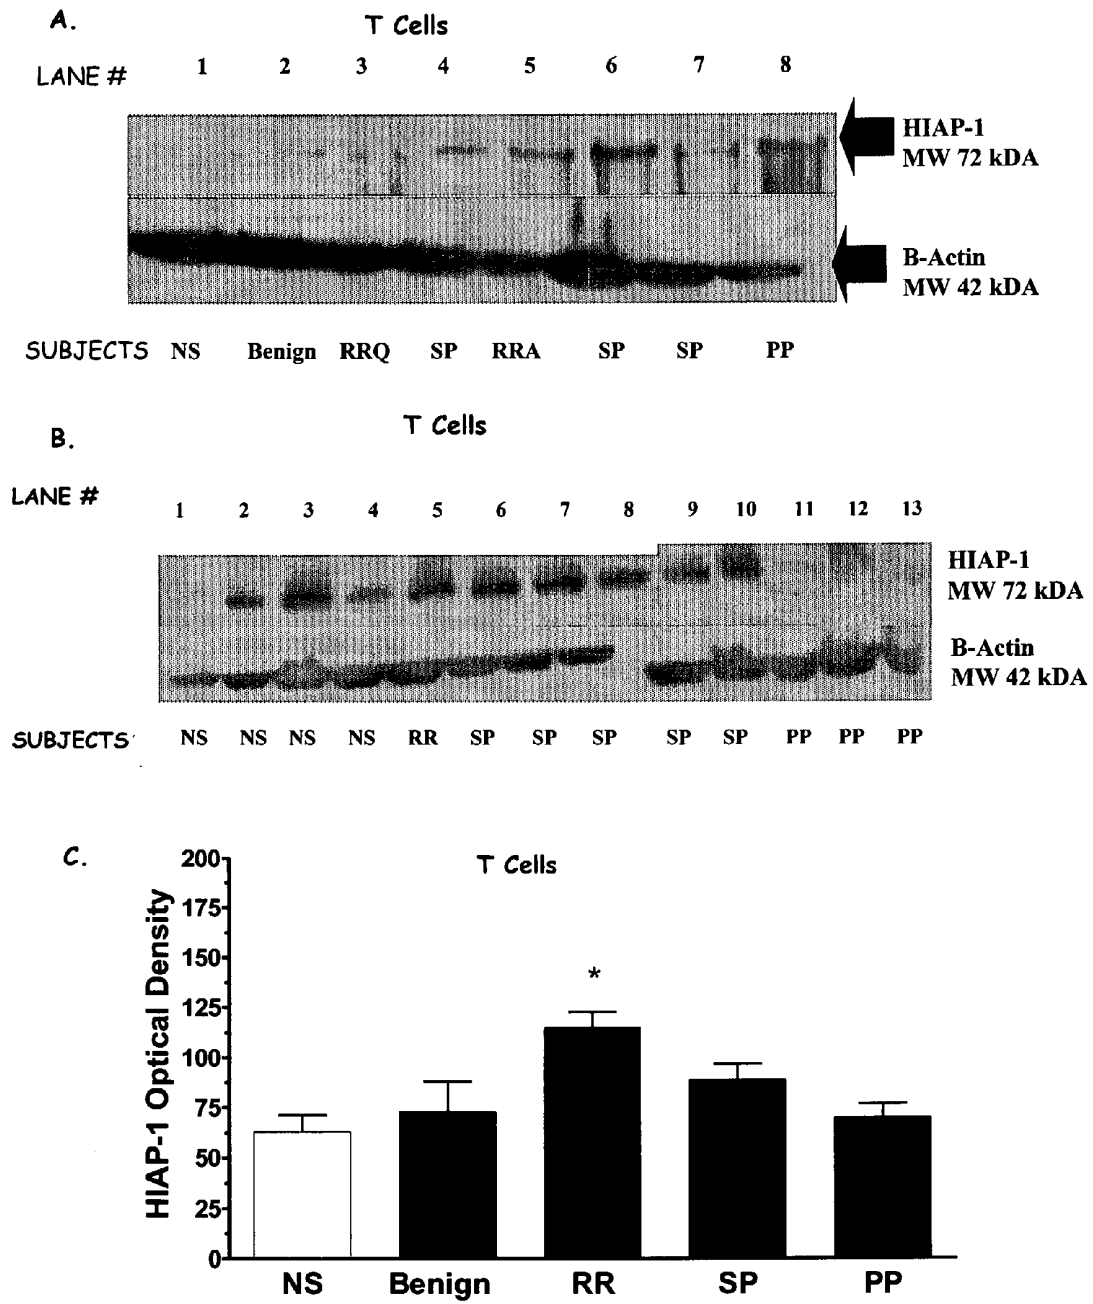 A.
T Cells
LANE # 1 2 3 4 5 6 7 8
HIAP-1
MW 72 kDA
B-Actin
MW 42 kDA
SUBJECTS NS Benign RRQ SP RRA SP SP PP
B.
T Cells
LANE # 1 2 3 4 5 6 7 8 9 10 11 12 13
HIAP-1
MW 72 kDA
B-Actin
MW 42 kDA
SUBJECTS NS NS NS NS RR SP SP SP SP SP PP PP PP
C.
T Cells
HIAP-1 Optical Density
200
175
150
125
100
75
50
25
0
*
NS Benign RR SP PP